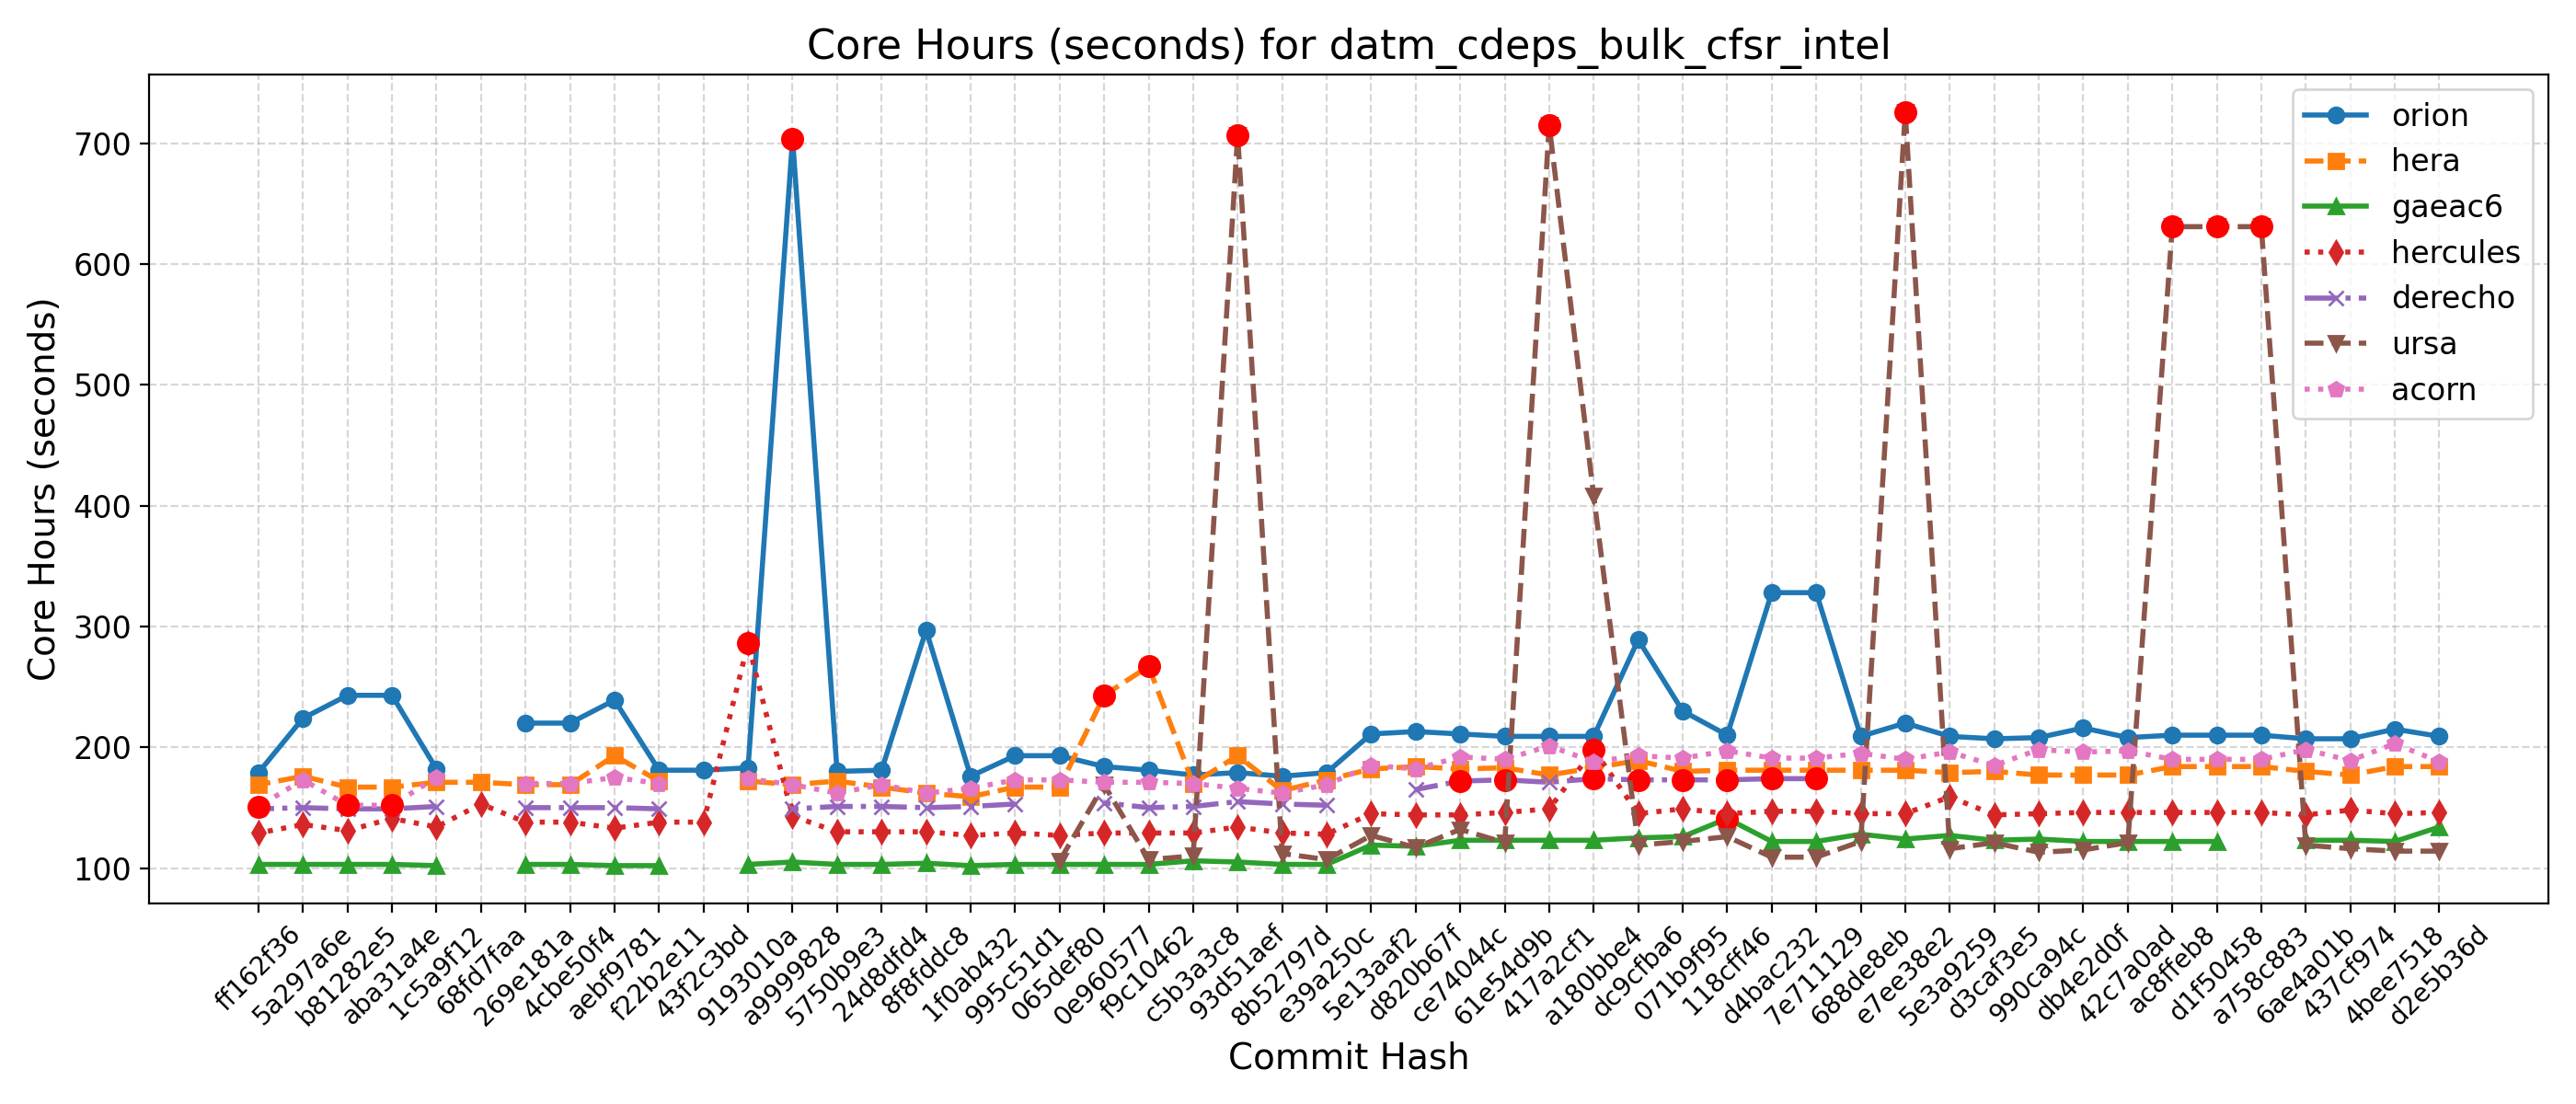 Core Hours (seconds) for datm_cdeps_bulk_cfsr_intel
Core Hours (seconds)
700
600
500
400
300
200
100
orion
hera
gaeac6
hercules
derecho
ursa
acorn
ff162f36
5a297a6e
b81282e5
aba31a4e
1c5a9f12
68fd7faa
269e181a
4cbe50f4
aebf9781
f22b2e11
43f2c3bd
9193010a
a9999828
5750b9e3
24d8dfd4
8f8fddc8
1f0ab432
995c51d1
065def80
0e960577
f9c10462
c5b3a3c8
93d51aef
8b52797d
e39a250c
5e13aaf2
d820b67f
ce74044c
61e54d9b
417a2cf1
a180bbe4
dc9cfba6
071b9f95
118cff46
d4bac232
7e711129
688de8eb
e7ee38e2
5e3a9259
d3caf3e5
990ca94c
db4e2d0f
42c7a0ad
ac8ffeb8
d1f50458
a758c883
6ae4a01b
437cf974
4bee7518
d2e5b36d
Commit Hash